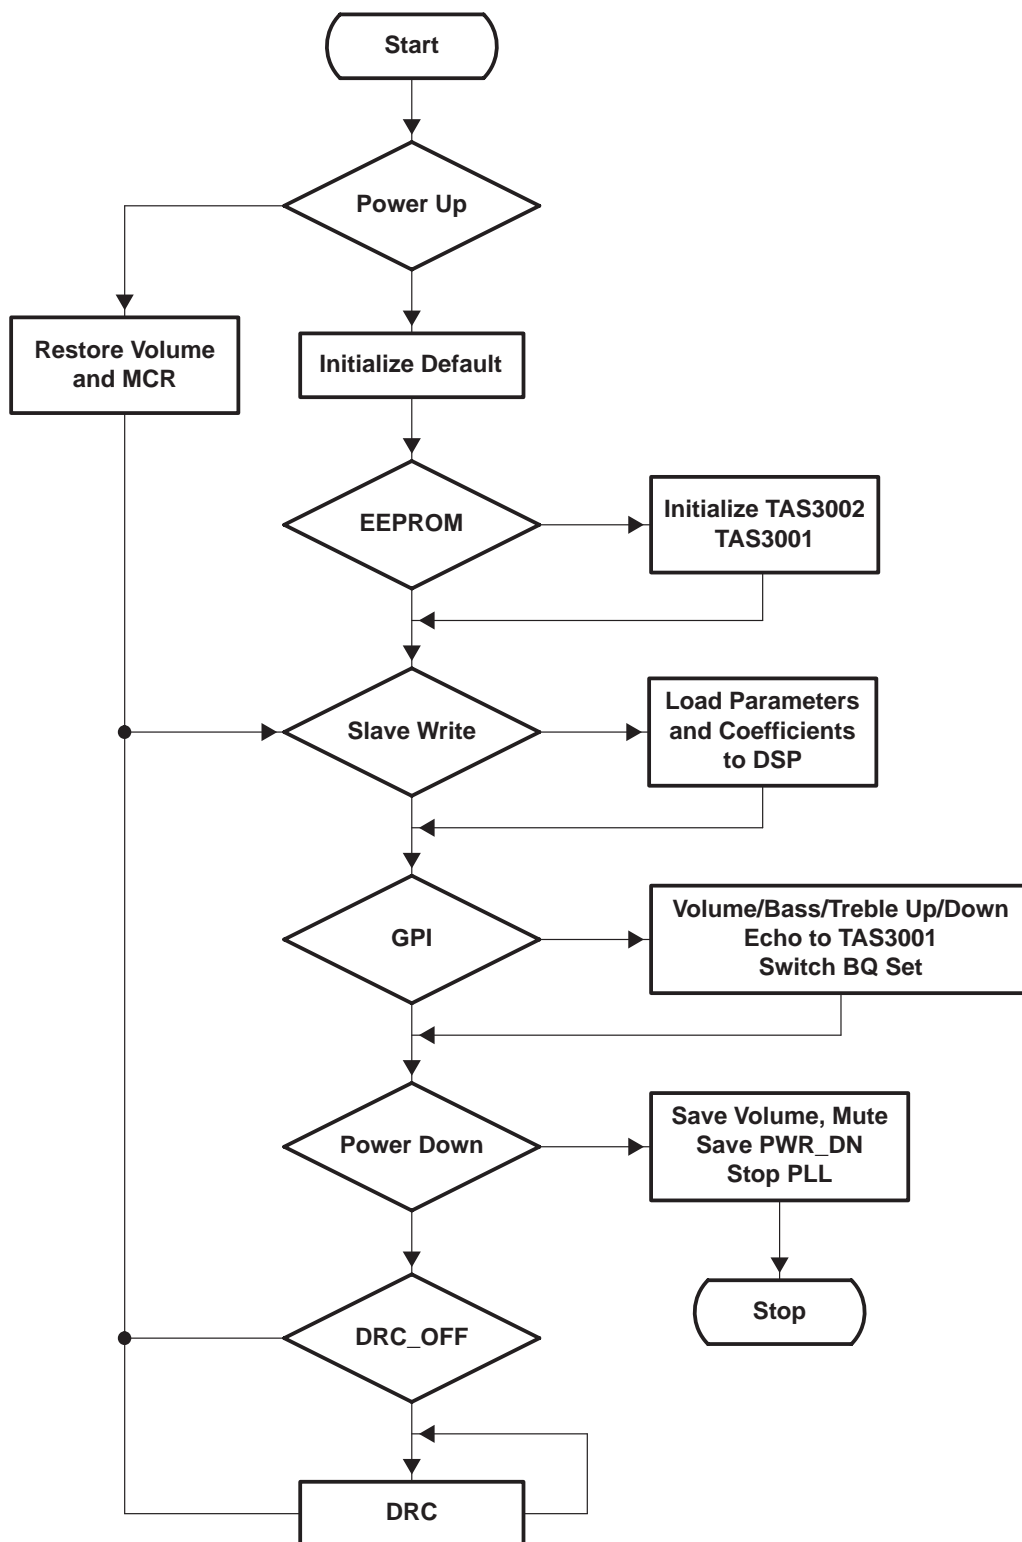 Start
Power Up
Restore Volume
and MCR
Initialize Default
EEPROM
Initialize TAS3002
TAS3001
Slave Write
Load Parameters
and Coefficients
to DSP
GPI
Volume/Bass/Treble Up/Down
Echo to TAS3001
Switch BQ Set
Power Down
Save Volume, Mute
Save PWR_DN
Stop PLL
Stop
DRC_OFF
DRC